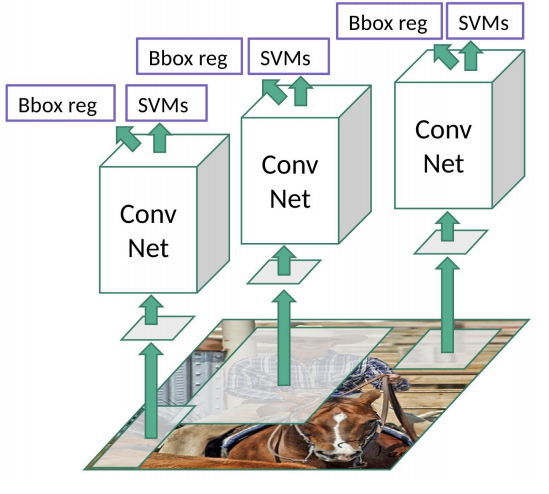 Bbox reg SVMs
Bbox reg SVMs
Bbox reg SVMs
Conv
Net
Conv
Net
Conv
Net